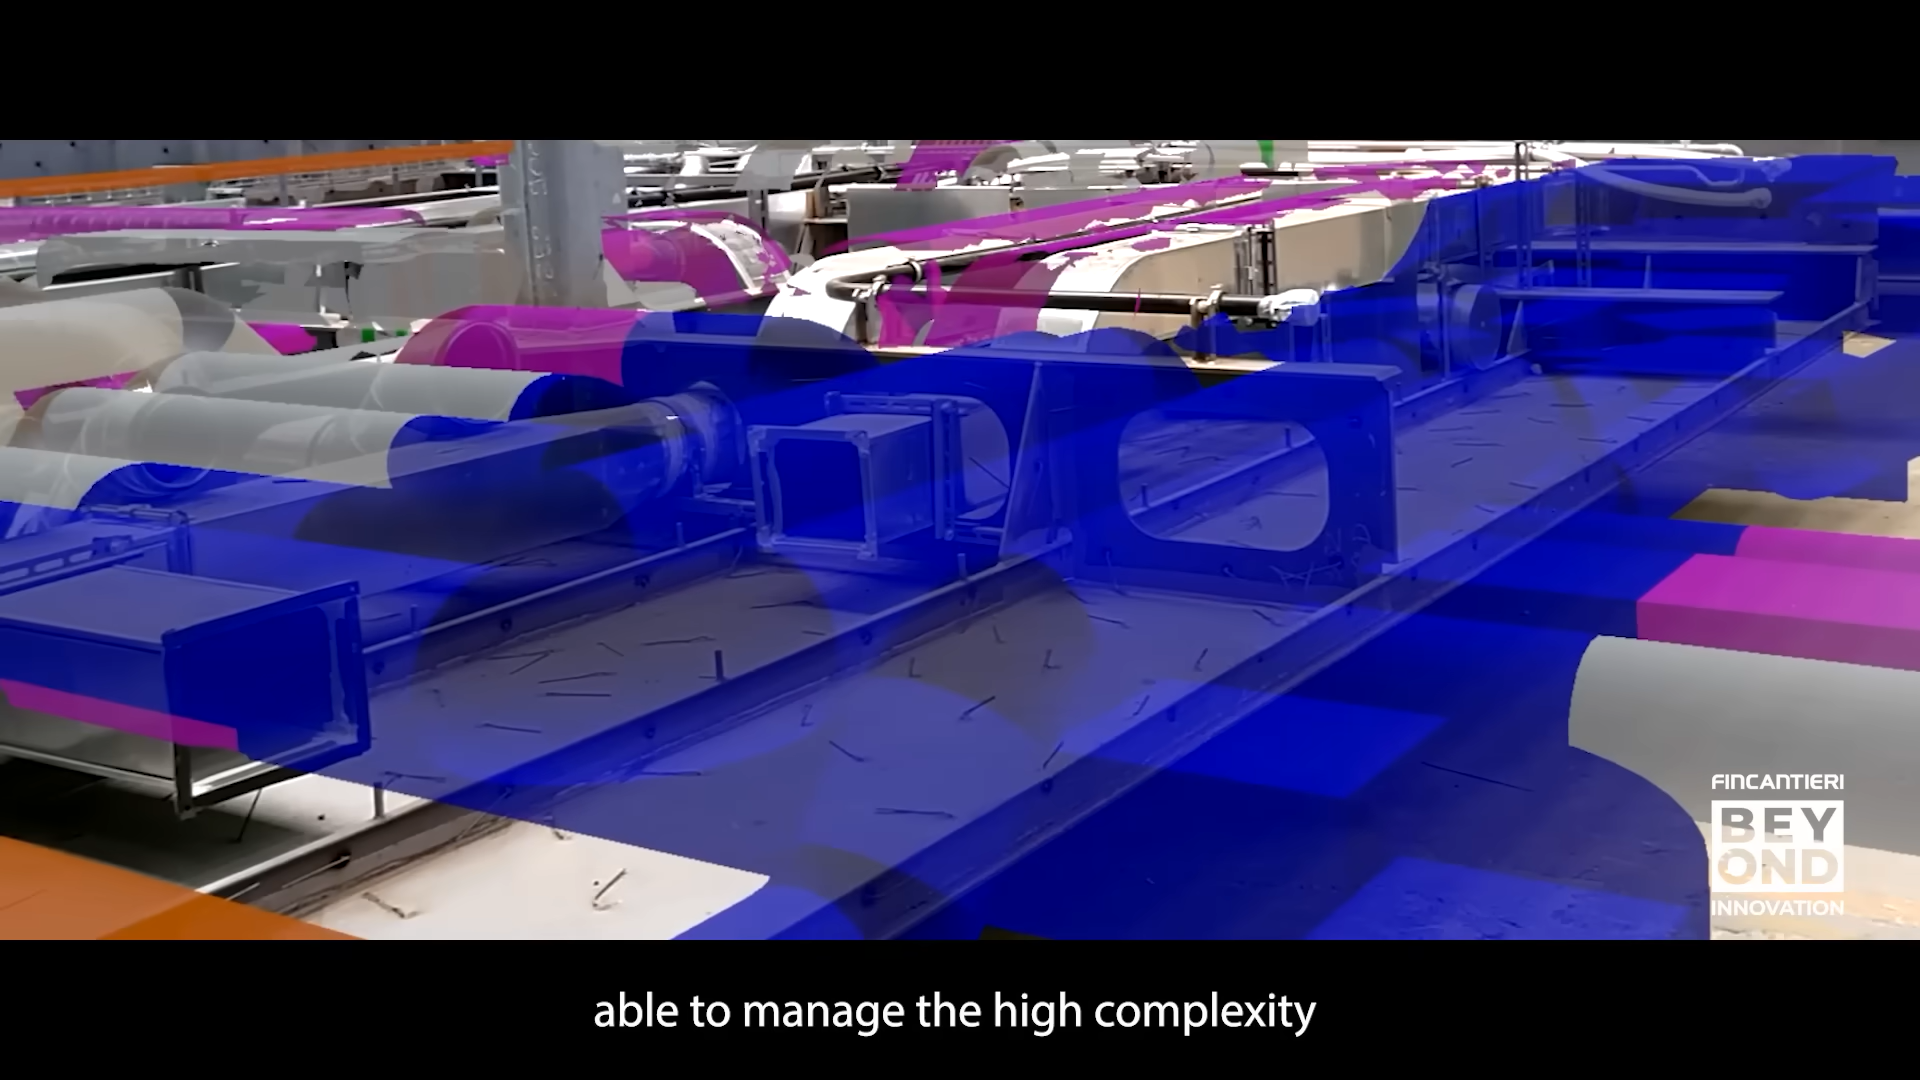 FINCANTIERI
BEY
OND
INNOVATION
able to manage the high complexity